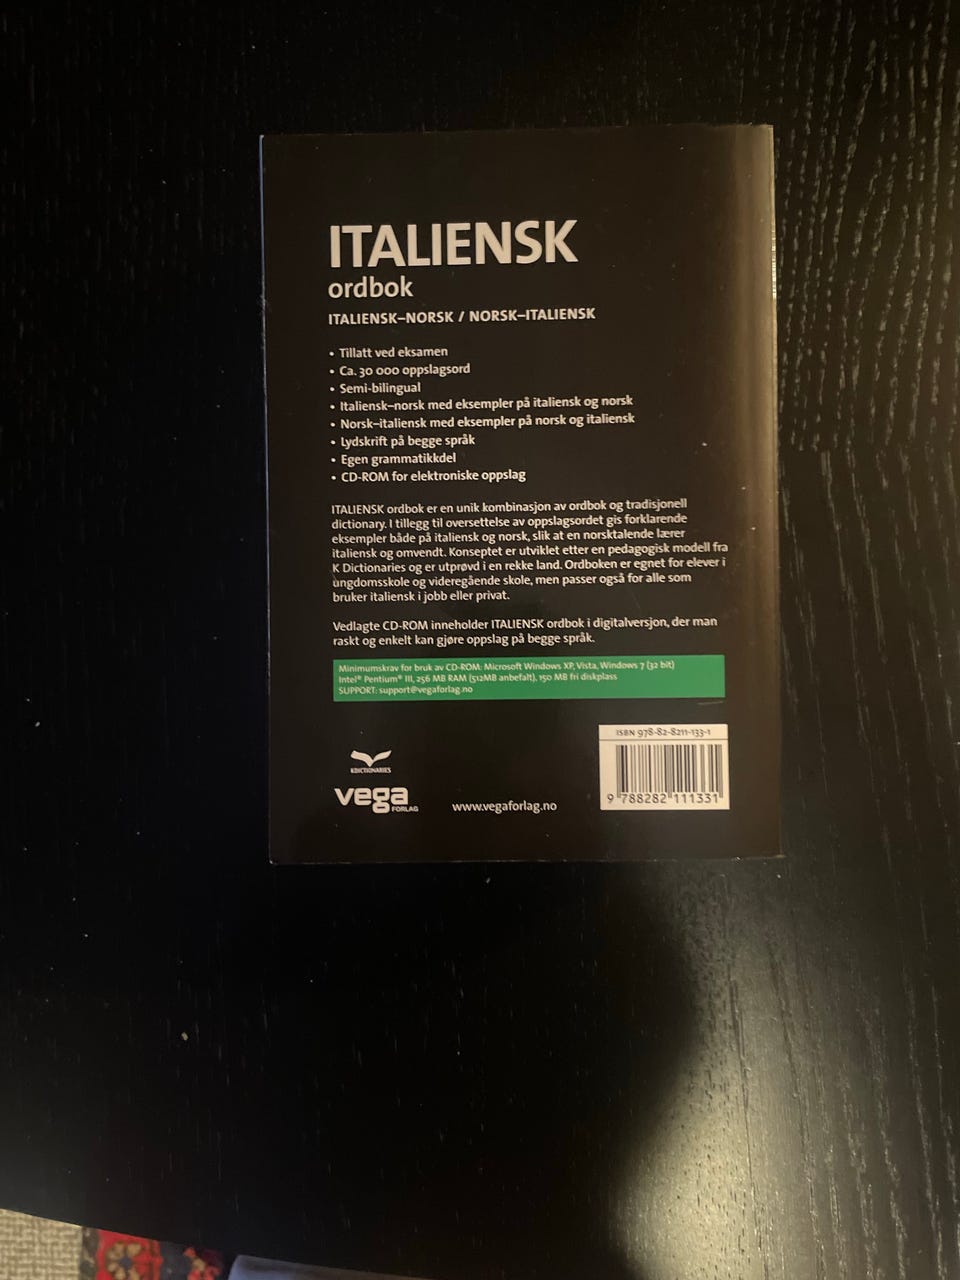 ITALIENSK
ordbok
ITALIENSK–NORSK / NORSK–ITALIENSK
• Tillatt ved eksamen
• Ca. 30 000 oppslagsord
• Semi-bilingual
• Italiensk–norsk med eksempler på italiensk og norsk
• Norsk–italiensk med eksempler på norsk og italiensk
• Lydskrift på begge språk
• Egen grammatikkdel
• CD-ROM for elektroniske oppslag
ITALIENSK ordbok er en unik kombinasjon av ordbok og tradisjonell
dictionary. I tillegg til oversettelse av oppslagsordet gis forklarende
eksempler både på italiensk og norsk, slik at en norsktalende lærer
italiensk og omvendt. Konseptet er utviklet etter en pedagogisk modell fra
K Dictionaries og er utprøvd i en rekke land. Ordboken er egnet for elever i
ungdomsskole og videregående skole, men passer også for alle som
bruker italiensk i jobb eller privat.
Vedlagte CD-ROM inneholder ITALIENSK ordbok i digitalversjon, der man
raskt og enkelt kan gjøre oppslag på begge språk.
Minimumskrav for bruk av CD-ROM: Microsoft Windows XP, Vista, Windows 7 (32 bit)
Intel® Pentium® III, 256 MB RAM (512MB anbefalt), 150 MB fri diskplass
SUPPORT: support@vegaforlag.no
KDICTIONARIES
vega
FORLAG
www.vegaforlag.no
ISBN 978-82-8211-133-1
9 788282 111331